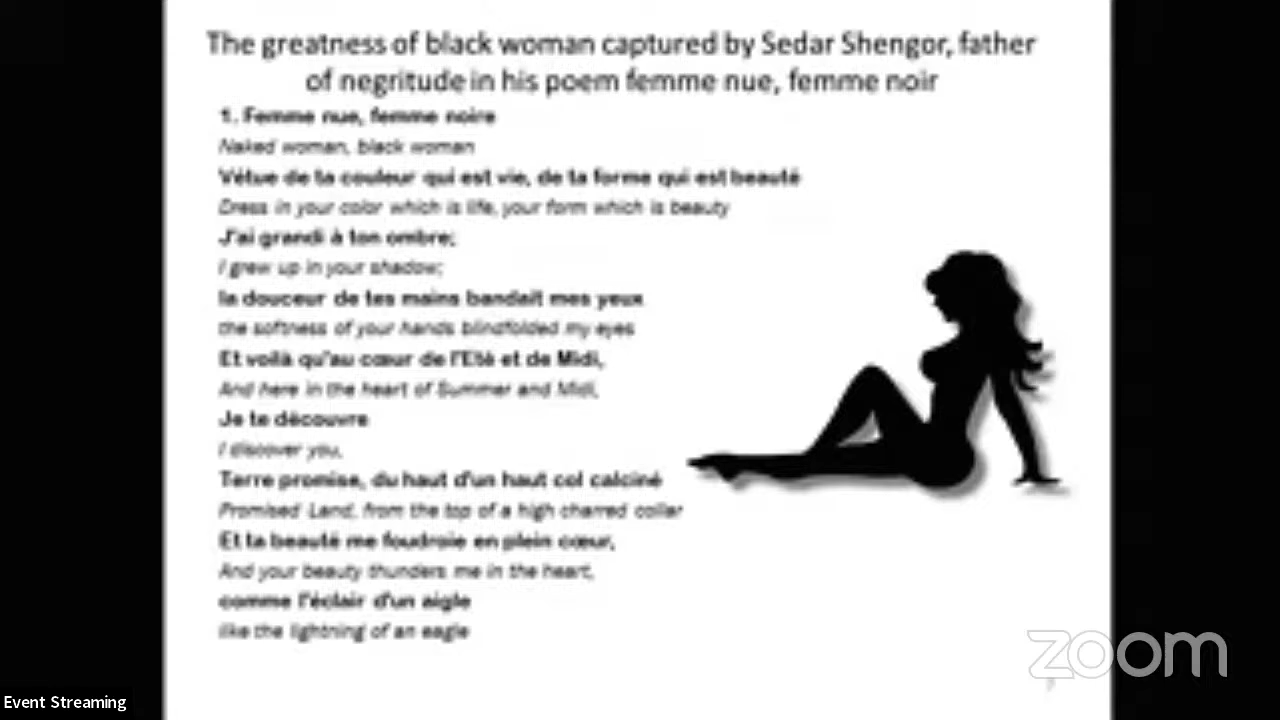 The greatness of black woman captured by Sedar Shengor, father
of negritude in his poem femme nue, femme noir
1. Femme nue, femme noire
Naked woman, black woman
Vétue de ta couleur qui est vie, de ta forme qui est beauté
Dress in your color which is life, your form which is beauty
J'ai grandi à ton ombre;
I grew up in your shadow;
la douceur de tes mains bandait mes yeux
the softness of your hands blindfolded my eyes
Et voilà qu'au cœur de l'Eté et de Midi,
And here in the heart of Summer and Midi,
Je te découvre
I discover you,
Terre promise, du haut d'un haut col calciné
Promised Land, from the top of a high charred collar
Et ta beauté me foudroie en plein cœur,
And your beauty thunders me in the heart,
comme l'éclair d'un aigle
like the lightning of an eagle
zoom
Event Streaming